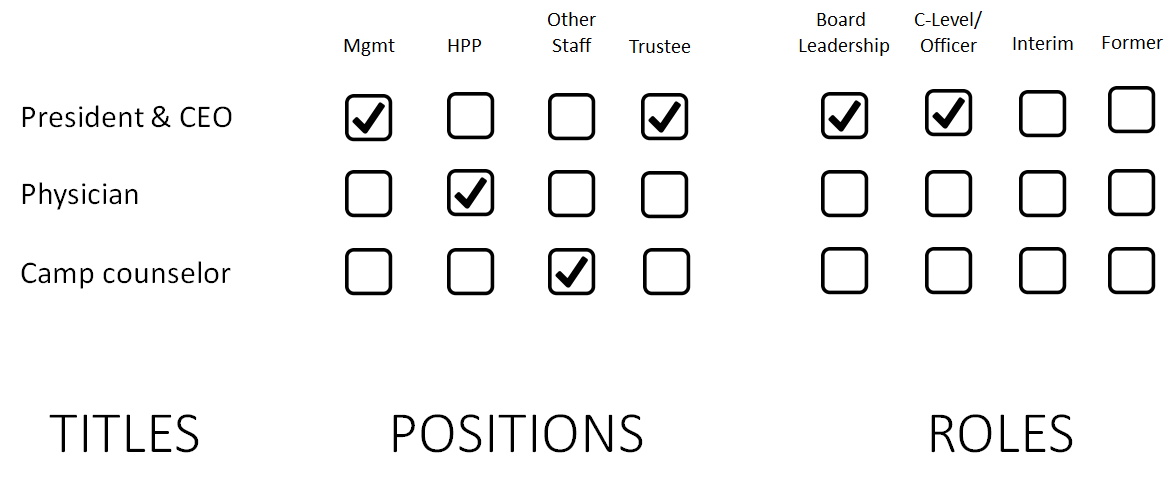 Mgmt HPP Other Staff Trustee Board Leadership C-Level/ Officer Interim Former
President & CEO
Physician
Camp counselor
TITLES POSITIONS ROLES